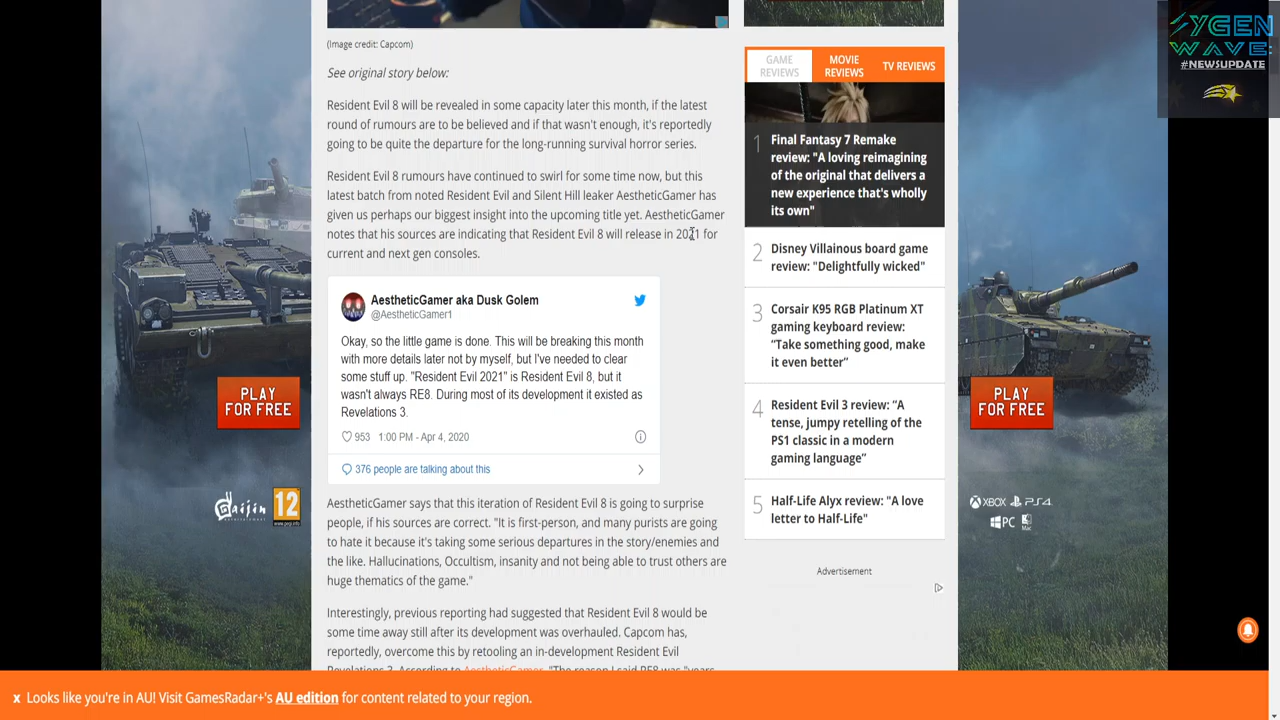 (Image credit: Capcom)
See original story below:
Resident Evil 8 will be revealed in some capacity later this month, if the latest
round of rumours are to be believed and if that wasn't enough, it's reportedly
going to be quite the departure for the long-running survival horror series.
Resident Evil 8 rumours have continued to swirl for some time now, but this
latest batch from noted Resident Evil and Silent Hill leaker AestheticGamer has
given us perhaps our biggest insight into the upcoming title yet. AestheticGamer
notes that his sources are indicating that Resident Evil 8 will release in 2021 for
current and next gen consoles.
AestheticGamer aka Dusk Golem
@AestheticGamer1
Okay, so the little game is done. This will be breaking this month
with more details later not by myself, but I've needed to clear
some stuff up. "Resident Evil 2021" is Resident Evil 8, but it
wasn't always RE8. During most of its development it existed as
Revelations 3.
953 1:00 PM - Apr 4, 2020
376 people are talking about this
AestheticGamer says that this iteration of Resident Evil 8 is going to surprise
people, if his sources are correct. "It is first-person, and many purists are going
to hate it because it's taking some serious departures in the story/enemies and
the like. Hallucinations, Occultism, insanity and not being able to trust others are
huge thematics of the game."
Interestingly, previous reporting had suggested that Resident Evil 8 would be
some time away still after its development was overhauled. Capcom has,
reportedly, overcome this by retooling an in-development Resident Evil
Revelations 3. According to AestheticGamer, "The reason I said RE8 was "years
GAME
REVIEWS
MOVIE
REVIEWS
TV REVIEWS
1
Final Fantasy 7 Remake
review: "A loving reimagining
of the original that delivers a
new experience that's wholly
its own"
2
Disney Villainous board game
review: "Delightfully wicked"
3
Corsair K95 RGB Platinum XT
gaming keyboard review:
“Take something good, make
it even better”
4
Resident Evil 3 review: “A
tense, jumpy retelling of the
PS1 classic in a modern
gaming language”
5
Half-Life Alyx review: "A love
letter to Half-Life"
Advertisement
PLAY
FOR FREE
Gaijin
12
PLAY
FOR FREE
XBOX PS4
PC
YGEN
WAVE
#NEWSUPDATE
x Looks like you're in AU! Visit GamesRadar+'s AU edition for content related to your region.